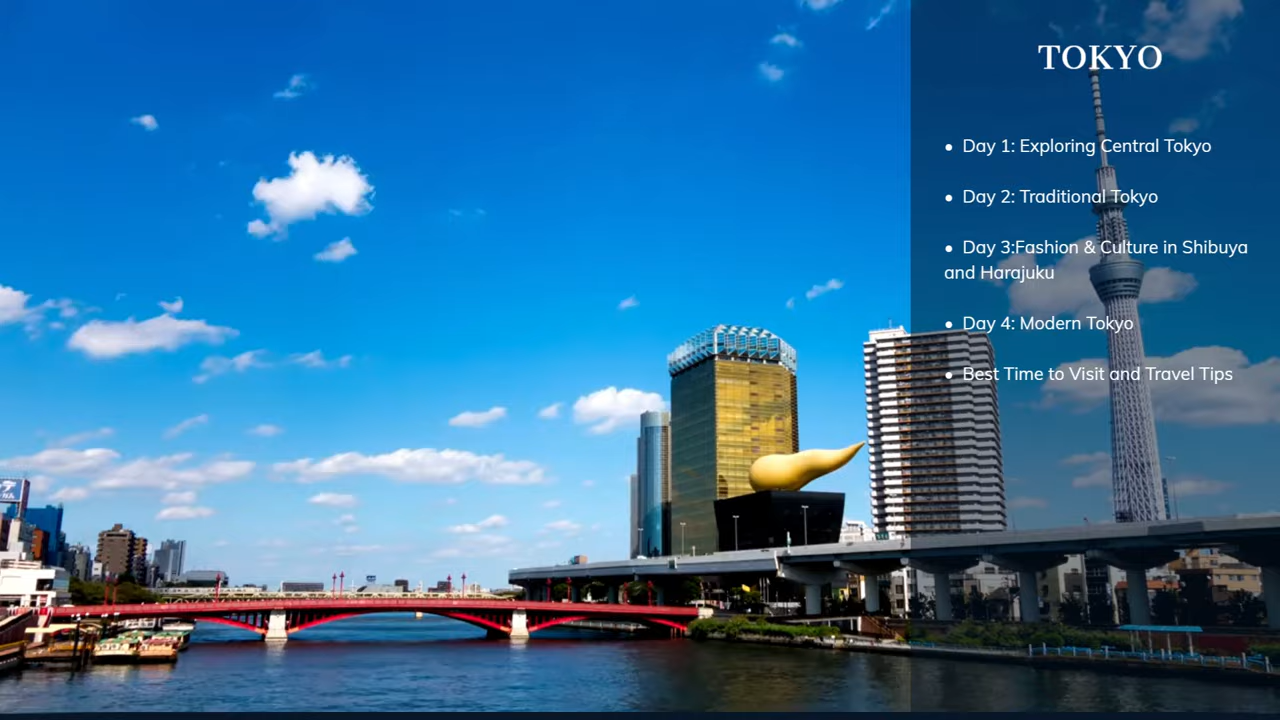 TOKYO
• Day 1: Exploring Central Tokyo
• Day 2: Traditional Tokyo
• Day 3:Fashion & Culture in Shibuya
and Harajuku
• Day 4: Modern Tokyo
• Best Time to Visit and Travel Tips